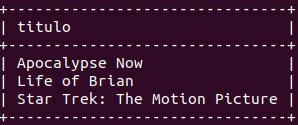 titulo
Apocalypse Now
Life of Brian
Star Trek: The Motion Picture